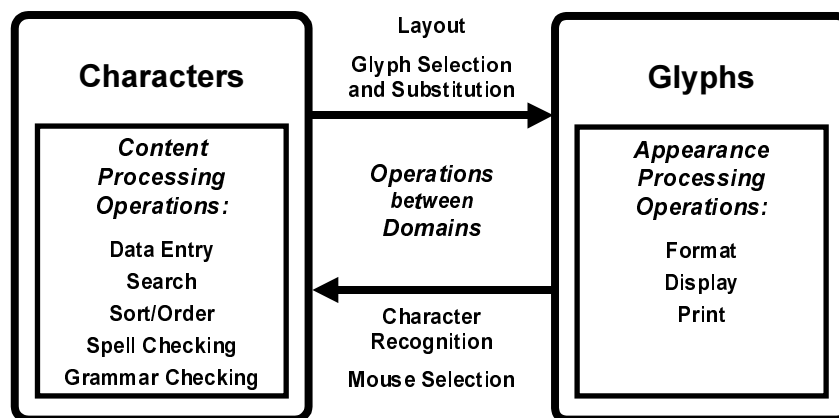 Characters
Content
Processing
Operations:
Data Entry
Search
Sort/Order
Spell Checking
Grammar Checking
Layout
Glyph Selection
and Substitution
Operations
between
Domains
Character
Recognition
Mouse Selection
Glyphs
Appearance
Processing
Operations:
Format
Display
Print